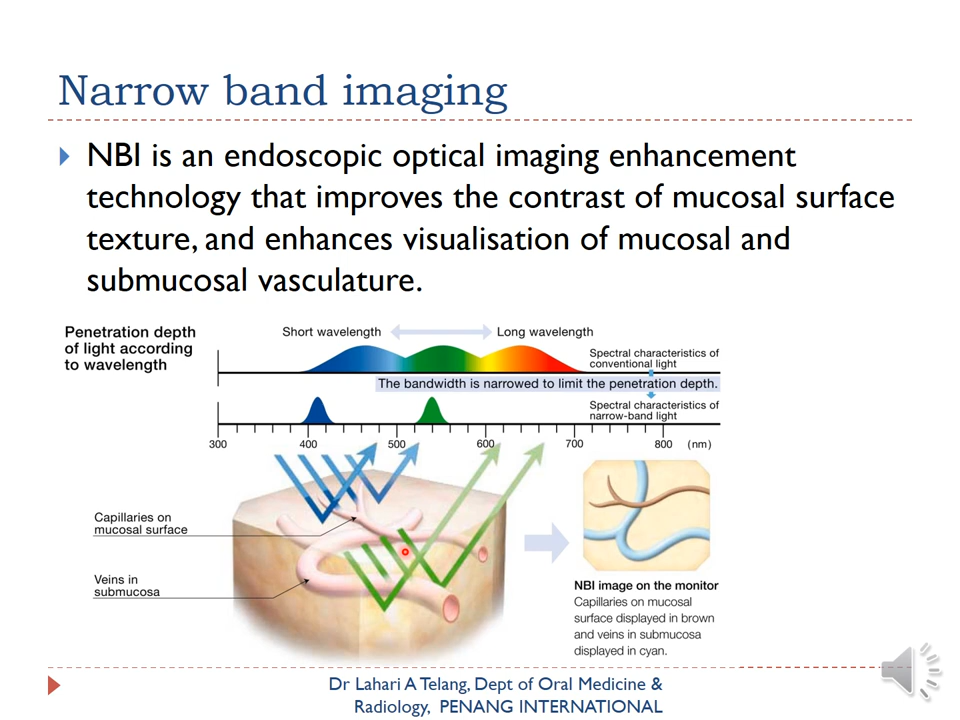 Narrow band imaging
NBI is an endoscopic optical imaging enhancement
technology that improves the contrast of mucosal surface
texture, and enhances visualisation of mucosal and
submucosal vasculature.
Penetration depth
of light according
to wavelength
Short wavelength
Long wavelength
Spectral characteristics of
conventional light
The bandwidth is narrowed to limit the penetration depth.
Spectral characteristics of
narrow-band light
300 400 500 600 700 800 (nm)
Capillaries on
mucosal surface
Veins in
submucosa
NBI image on the monitor
Capillaries on mucosal
surface displayed in brown
and veins in submucosa
displayed in cyan.
Dr Lahari A Telang, Dept of Oral Medicine &
Radiology, PENANG INTERNATIONAL